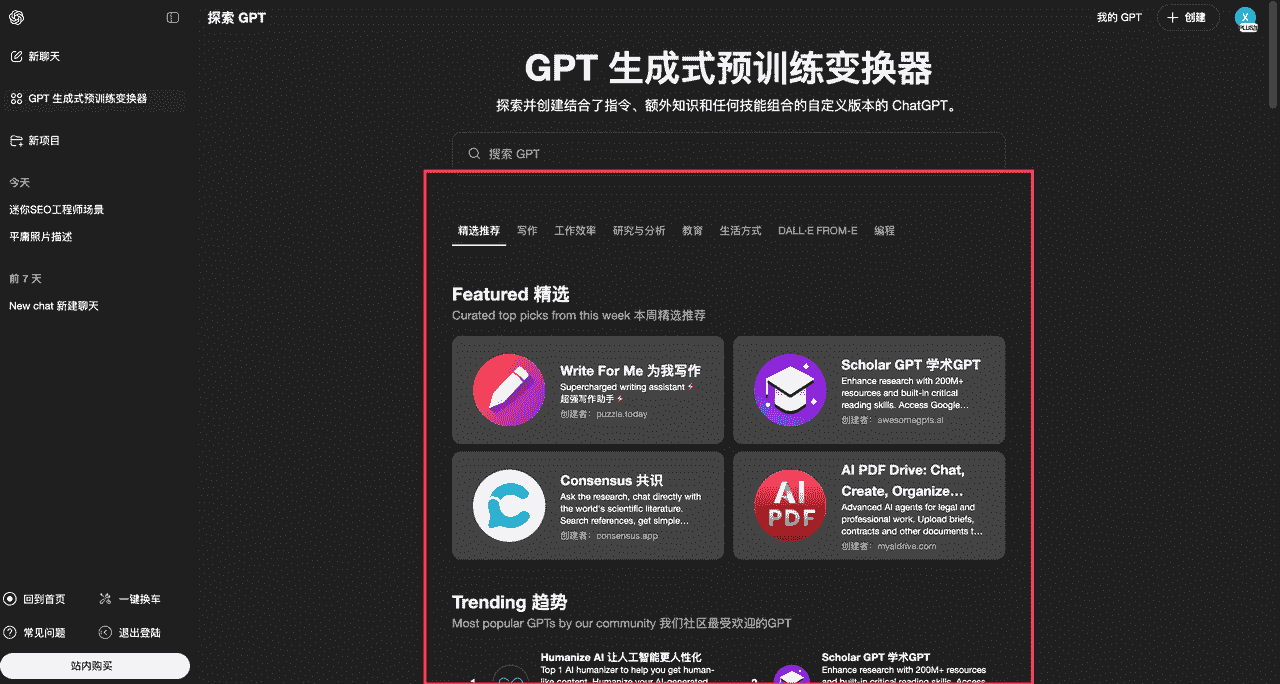 探索 GPT
我的 GPT
创建
X
PLUS
新聊天
GPT 生成式预训练变换器
新项目
今天
迷你SEO工程师场景
平庸照片描述
前 7 天
New chat 新建聊天
回到首页
一键换车
常见问题
退出登陆
站内购买
GPT 生成式预训练变换器
探索并创建结合了指令、额外知识和任何技能组合的自定义版本的 ChatGPT。
搜索 GPT
精选推荐 写作 工作效率 研究与分析 教育 生活方式 DALL·E FROM-E 编程
Featured 精选
Curated top picks from this week 本周精选推荐
Write For Me 为我写作
Supercharged writing assistant ⚡
超强写作助手 ⚡
创建者: puzzle.today
Scholar GPT 学术GPT
Enhance research with 200M+
resources and built-in critical
reading skills. Access Google...
创建者: awesomegpts.ai
Consensus 共识
Ask the research, chat directly with
the world's scientific literature.
Search references, get simple...
创建者: consensus.app
AI
PDF
AI PDF Drive: Chat,
Create, Organize...
Advanced AI agents for legal and
professional work. Upload briefs,
contracts and other documents t...
创建者: myaidrive.com
Trending 趋势
Most popular GPTs by our community 我们社区最受欢迎的GPT
Humanize AI 让人工智能更人性化
Top 1 AI humanizer to help you get human-
like content. Humanize your AI-generated
Scholar GPT 学术GPT
Enhance research with 200M+ resources
and built-in critical reading skills. Access